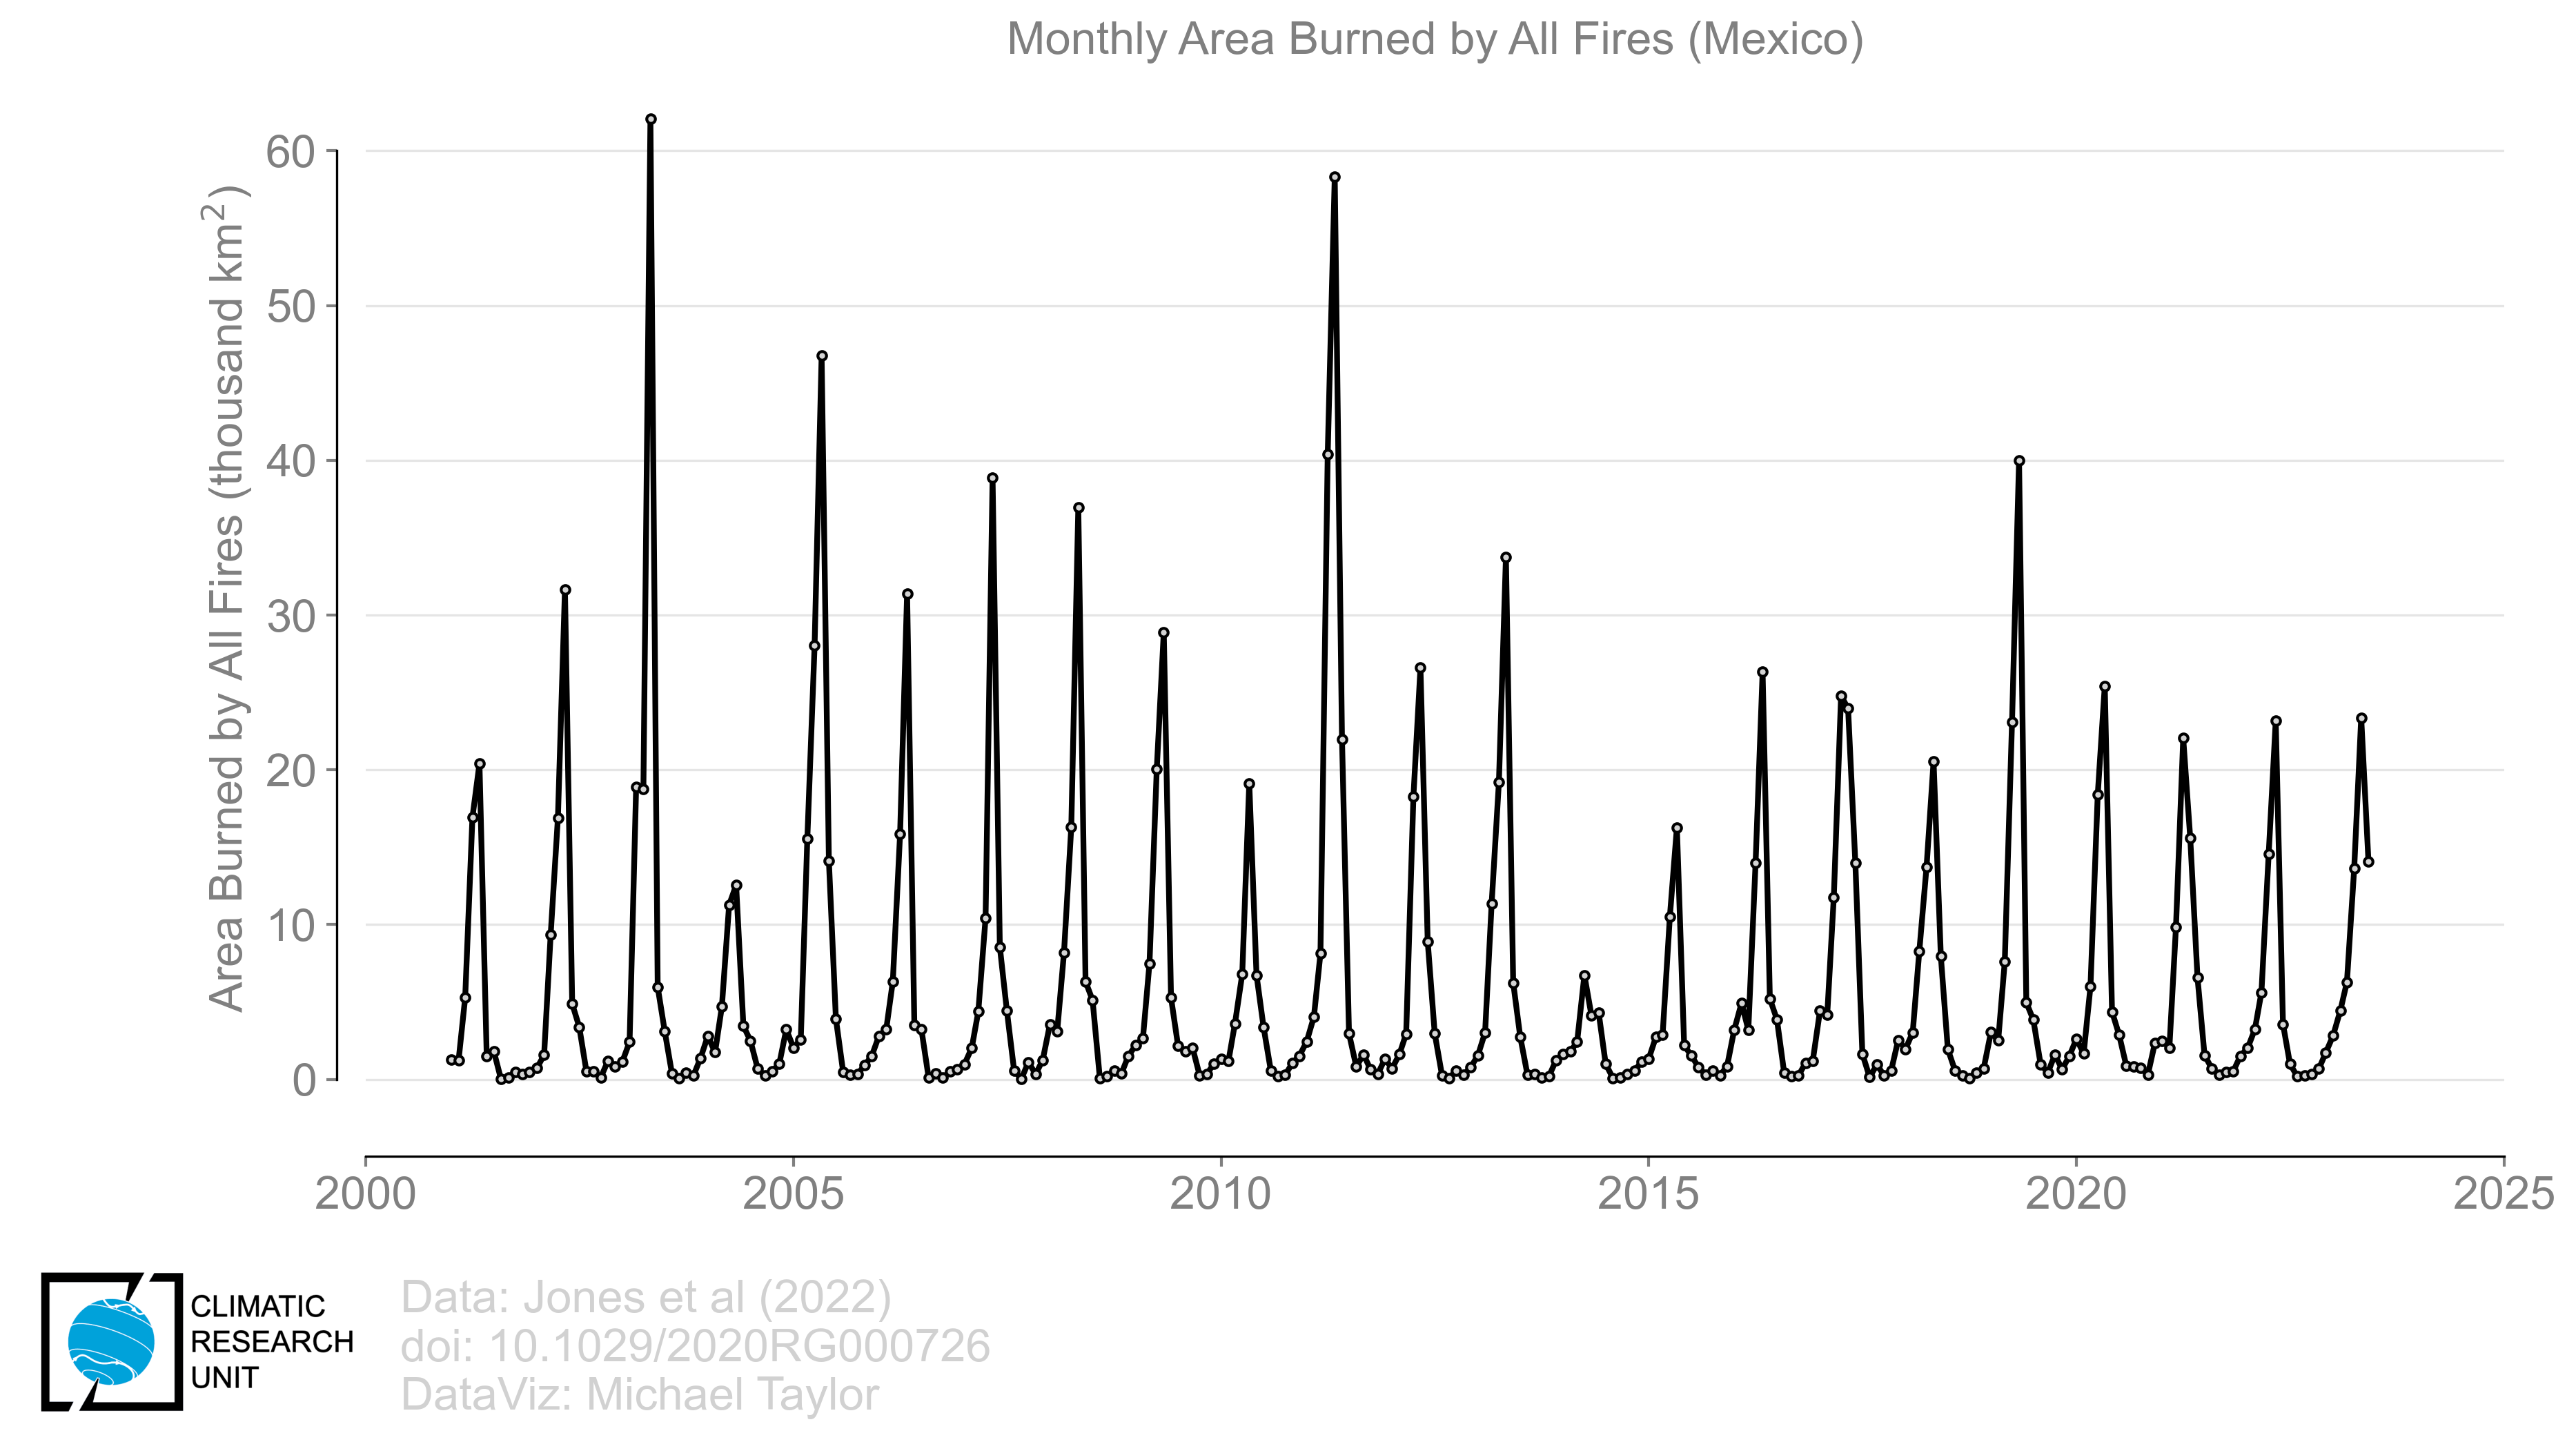 Monthly Area Burned by All Fires (Mexico)
Area Burned by All Fires (thousand km²)
60
50
40
30
20
10
0
2000 2005 2010 2015 2020 2025
CLIMATIC
RESEARCH
UNIT
Data: Jones et al (2022)
doi: 10.1029/2020RG000726
DataViz: Michael Taylor